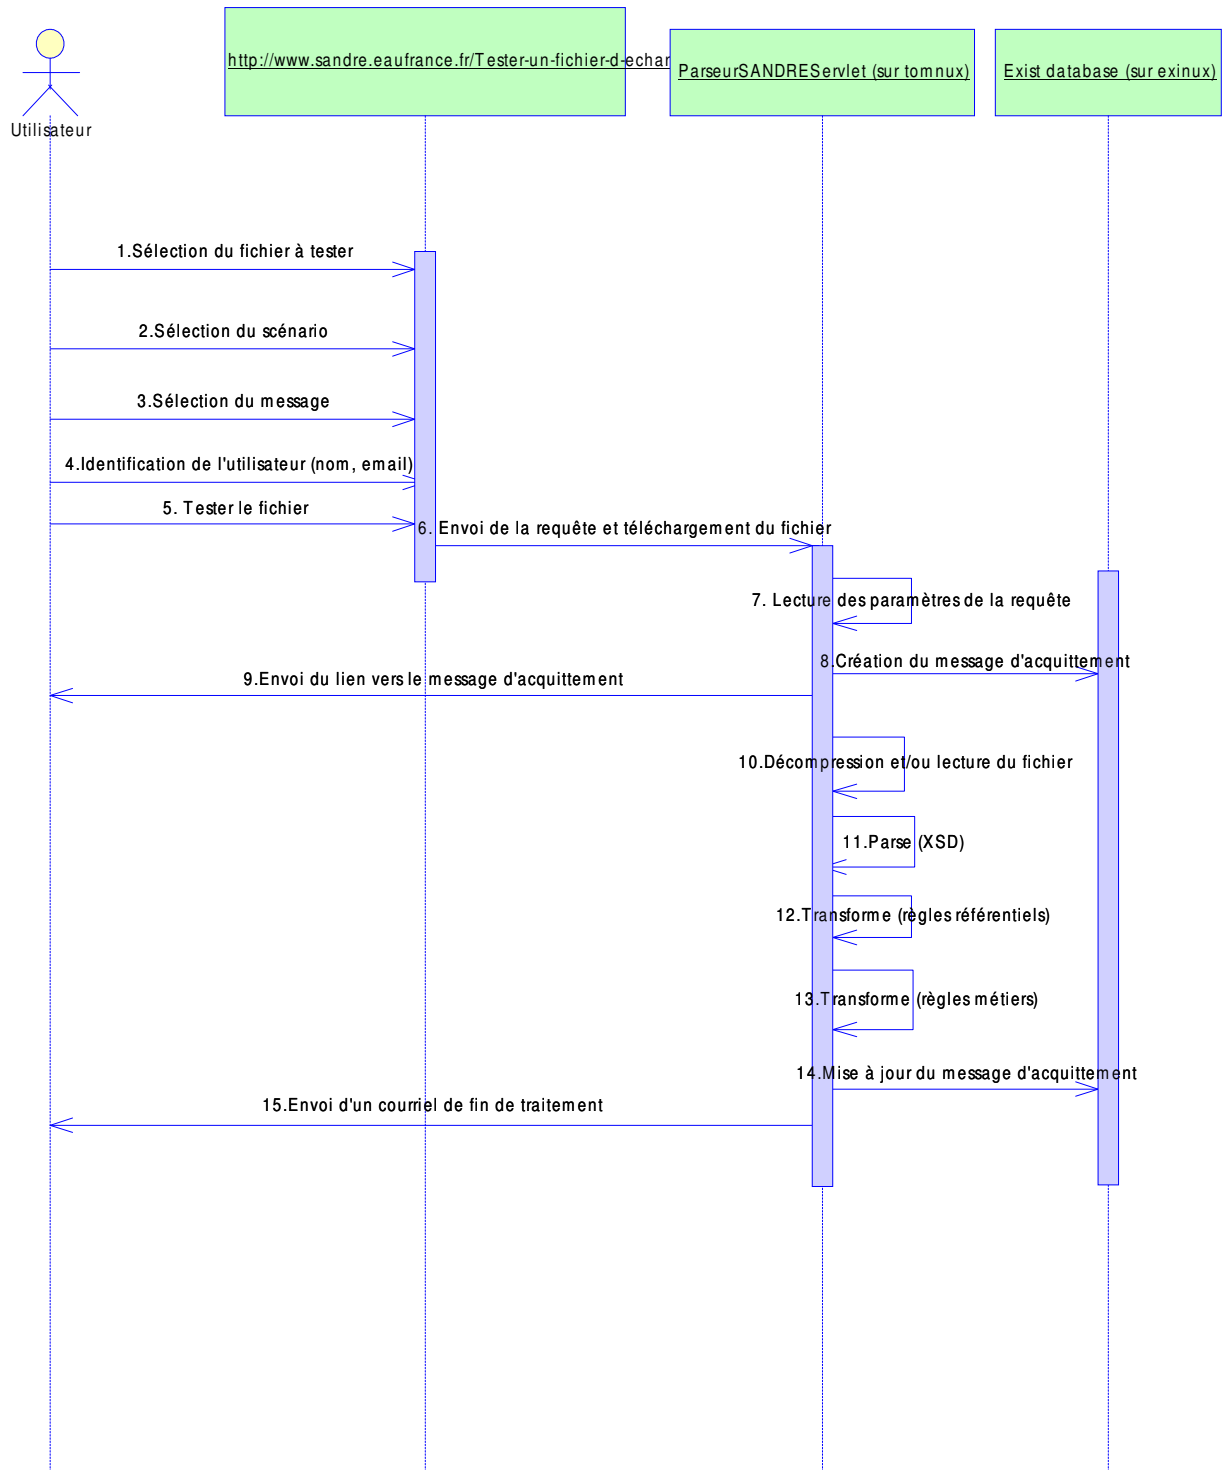 Utilisateur
http://www.sandre.eaufrance.fr/Tester-un-fichier-d-echar
ParseurSANDREServlet (sur tomnux)
Exist database (sur exinux)
1.Sélection du fichier à tester
2.Sélection du scénario
3.Sélection du message
4.Identification de l'utilisateur (nom, email)
5. Tester le fichier
6. Envoi de la requête et téléchargement du fichier
7. Lecture des paramètres de la requête
8.Création du message d'acquittement
9.Envoi du lien vers le message d'acquittement
10.Décompression et/ou lecture du fichier
11.Parse (XSD)
12.Transforme (règles référentiels)
13.Transforme (règles métiers)
14.Mise à jour du message d'acquittement
15.Envoi d'un courriel de fin de traitement